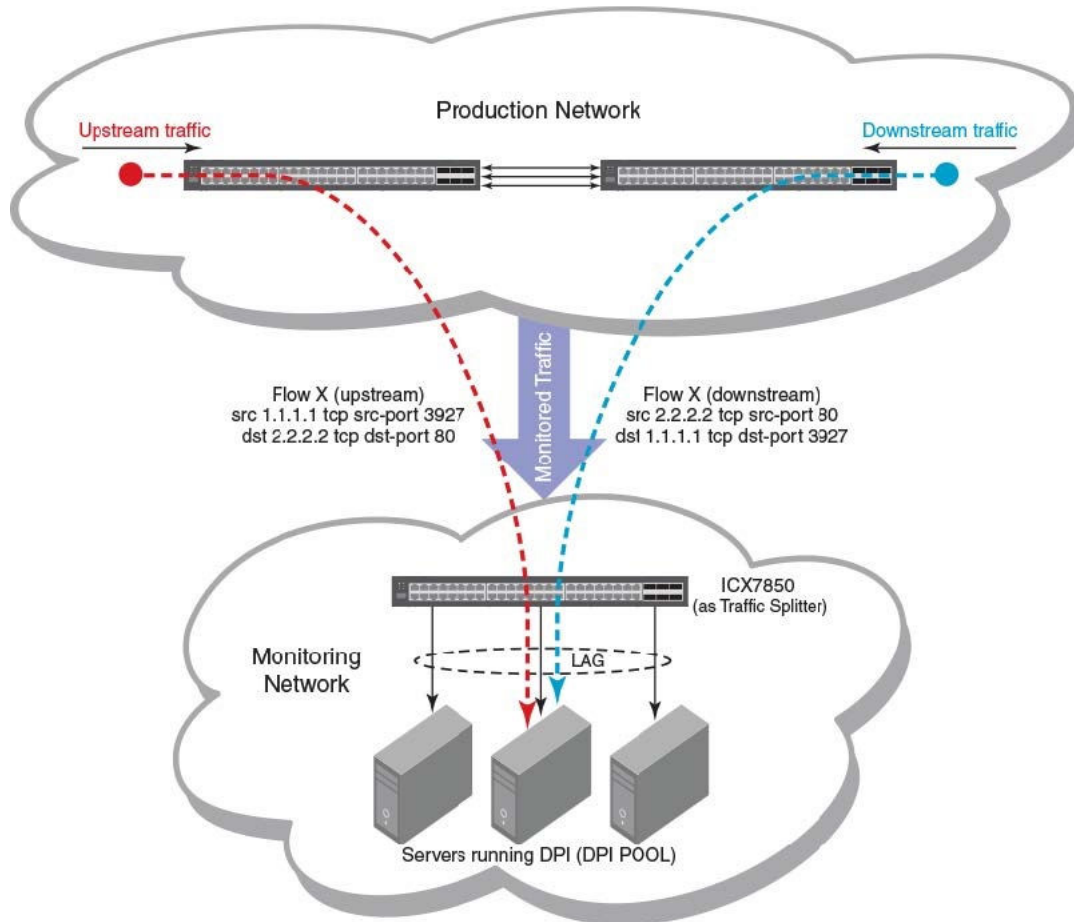 Production Network
Upstream traffic
Downstream traffic
Monitored Traffic
Flow X (upstream)
src 1.1.1.1 tcp src-port 3927
dst 2.2.2.2 tcp dst-port 80
Flow X (downstream)
src 2.2.2.2 tcp src-port 80
dst 1.1.1.1 tcp dst-port 3927
ICX7850
(as Traffic Splitter)
LAG
Monitoring
Network
Servers running DPI (DPI POOL)